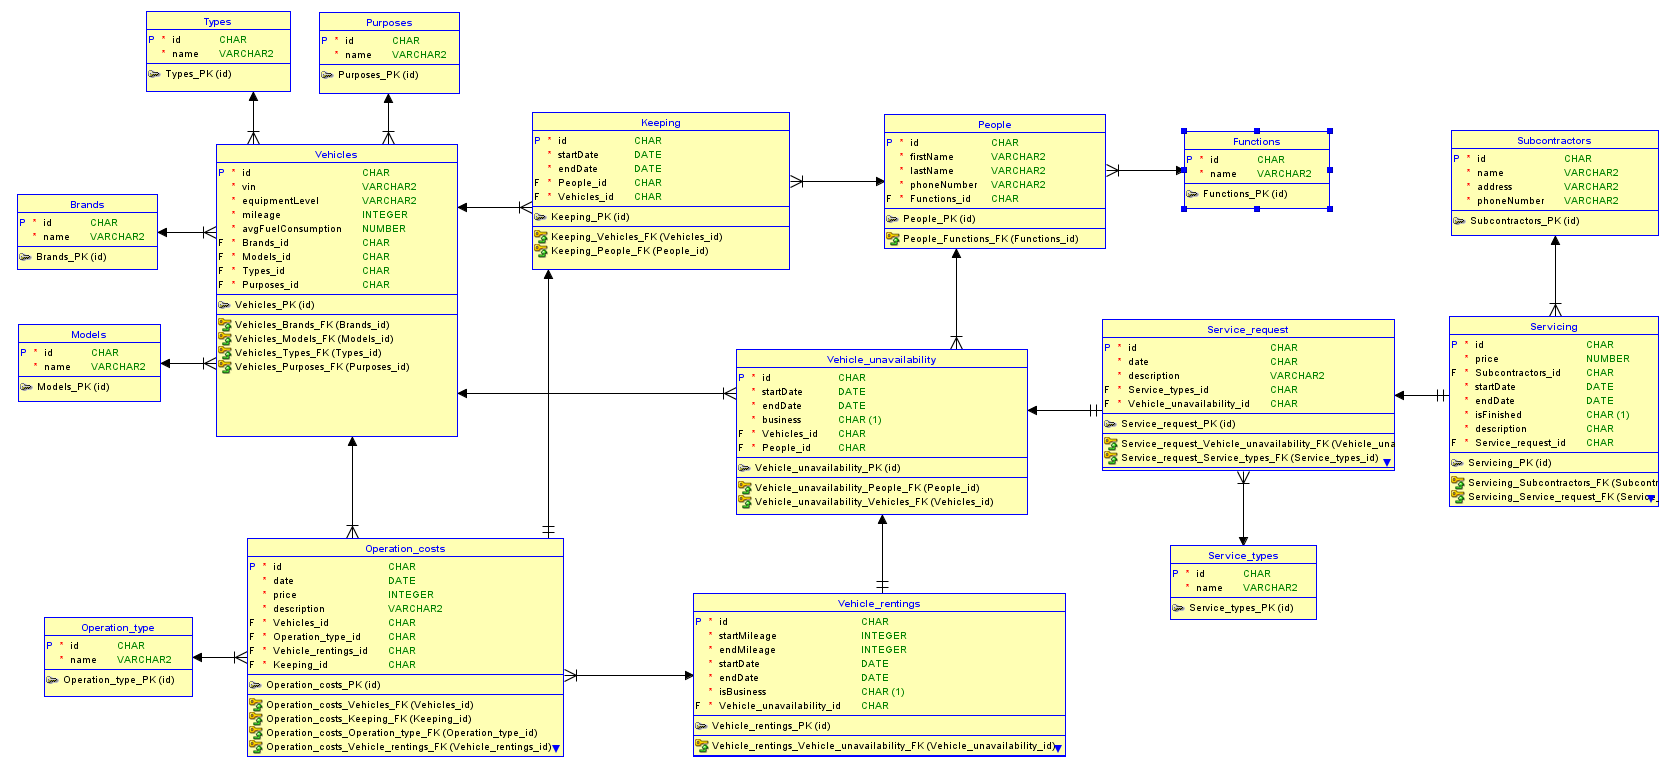 Types
P * id CHAR
* name VARCHAR2
Types_PK (id)
Purposes
P * id CHAR
* name VARCHAR2
Purposes_PK (id)
Brands
P * id CHAR
* name VARCHAR2
Brands_PK (id)
Models
P * id CHAR
* name VARCHAR2
Models_PK (id)
Vehicles
P * id CHAR
* vin VARCHAR2
* equipmentLevel VARCHAR2
* mileage INTEGER
* avgFuelConsumption NUMBER
F * Brands_id CHAR
F * Models_id CHAR
F * Types_id CHAR
F * Purposes_id CHAR
Vehicles_PK (id)
Vehicles_Brands_FK (Brands_id)
Vehicles_Models_FK (Models_id)
Vehicles_Types_FK (Types_id)
Vehicles_Purposes_FK (Purposes_id)
Keeping
P * id CHAR
* startDate DATE
* endDate DATE
F * People_id CHAR
F * Vehicles_id CHAR
Keeping_PK (id)
Keeping_Vehicles_FK (Vehicles_id)
Keeping_People_FK (People_id)
People
P * id CHAR
* firstName VARCHAR2
* lastName VARCHAR2
* phoneNumber VARCHAR2
F * Functions_id CHAR
People_PK (id)
People_Functions_FK (Functions_id)
Functions
P * id CHAR
* name VARCHAR2
Functions_PK (id)
Subcontractors
P * id CHAR
* name VARCHAR2
* address VARCHAR2
* phoneNumber VARCHAR2
Subcontractors_PK (id)
Vehicle_unavailability
P * id CHAR
* startDate DATE
* endDate DATE
* business CHAR (1)
F * Vehicles_id CHAR
F * People_id CHAR
Vehicle_unavailability_PK (id)
Vehicle_unavailability_People_FK (People_id)
Vehicle_unavailability_Vehicles_FK (Vehicles_id)
Service_request
P * id CHAR
* date CHAR
* description VARCHAR2
F * Service_types_id CHAR
F * Vehicle_unavailability_id CHAR
Service_request_PK (id)
Service_request_Vehicle_unavailability_FK (Vehicle_una
Service_request_Service_types_FK (Service_types_id)
Servicing
P * id CHAR
* price NUMBER
F * Subcontractors_id CHAR
* startDate DATE
* endDate DATE
* isFinished CHAR (1)
* description CHAR
F * Service_request_id CHAR
Servicing_PK (id)
Servicing_Subcontractors_FK (Subcontr
Servicing_Service_request_FK (Service_
Operation_type
P * id CHAR
* name VARCHAR2
Operation_type_PK (id)
Operation_costs
P * id CHAR
* date DATE
* price INTEGER
* description VARCHAR2
F * Vehicles_id CHAR
F * Operation_type_id CHAR
F * Vehicle_rentings_id CHAR
F * Keeping_id CHAR
Operation_costs_PK (id)
Operation_costs_Vehicles_FK (Vehicles_id)
Operation_costs_Keeping_FK (Keeping_id)
Operation_costs_Operation_type_FK (Operation_type_id)
Operation_costs_Vehicle_rentings_FK (Vehicle_rentings_id)
Vehicle_rentings
P * id CHAR
* startMileage INTEGER
* endMileage INTEGER
* startDate DATE
* endDate DATE
* isBusiness CHAR (1)
F * Vehicle_unavailability_id CHAR
Vehicle_rentings_PK (id)
Vehicle_rentings_Vehicle_unavailability_FK (Vehicle_unavailability_id)
Service_types
P * id CHAR
* name VARCHAR2
Service_types_PK (id)